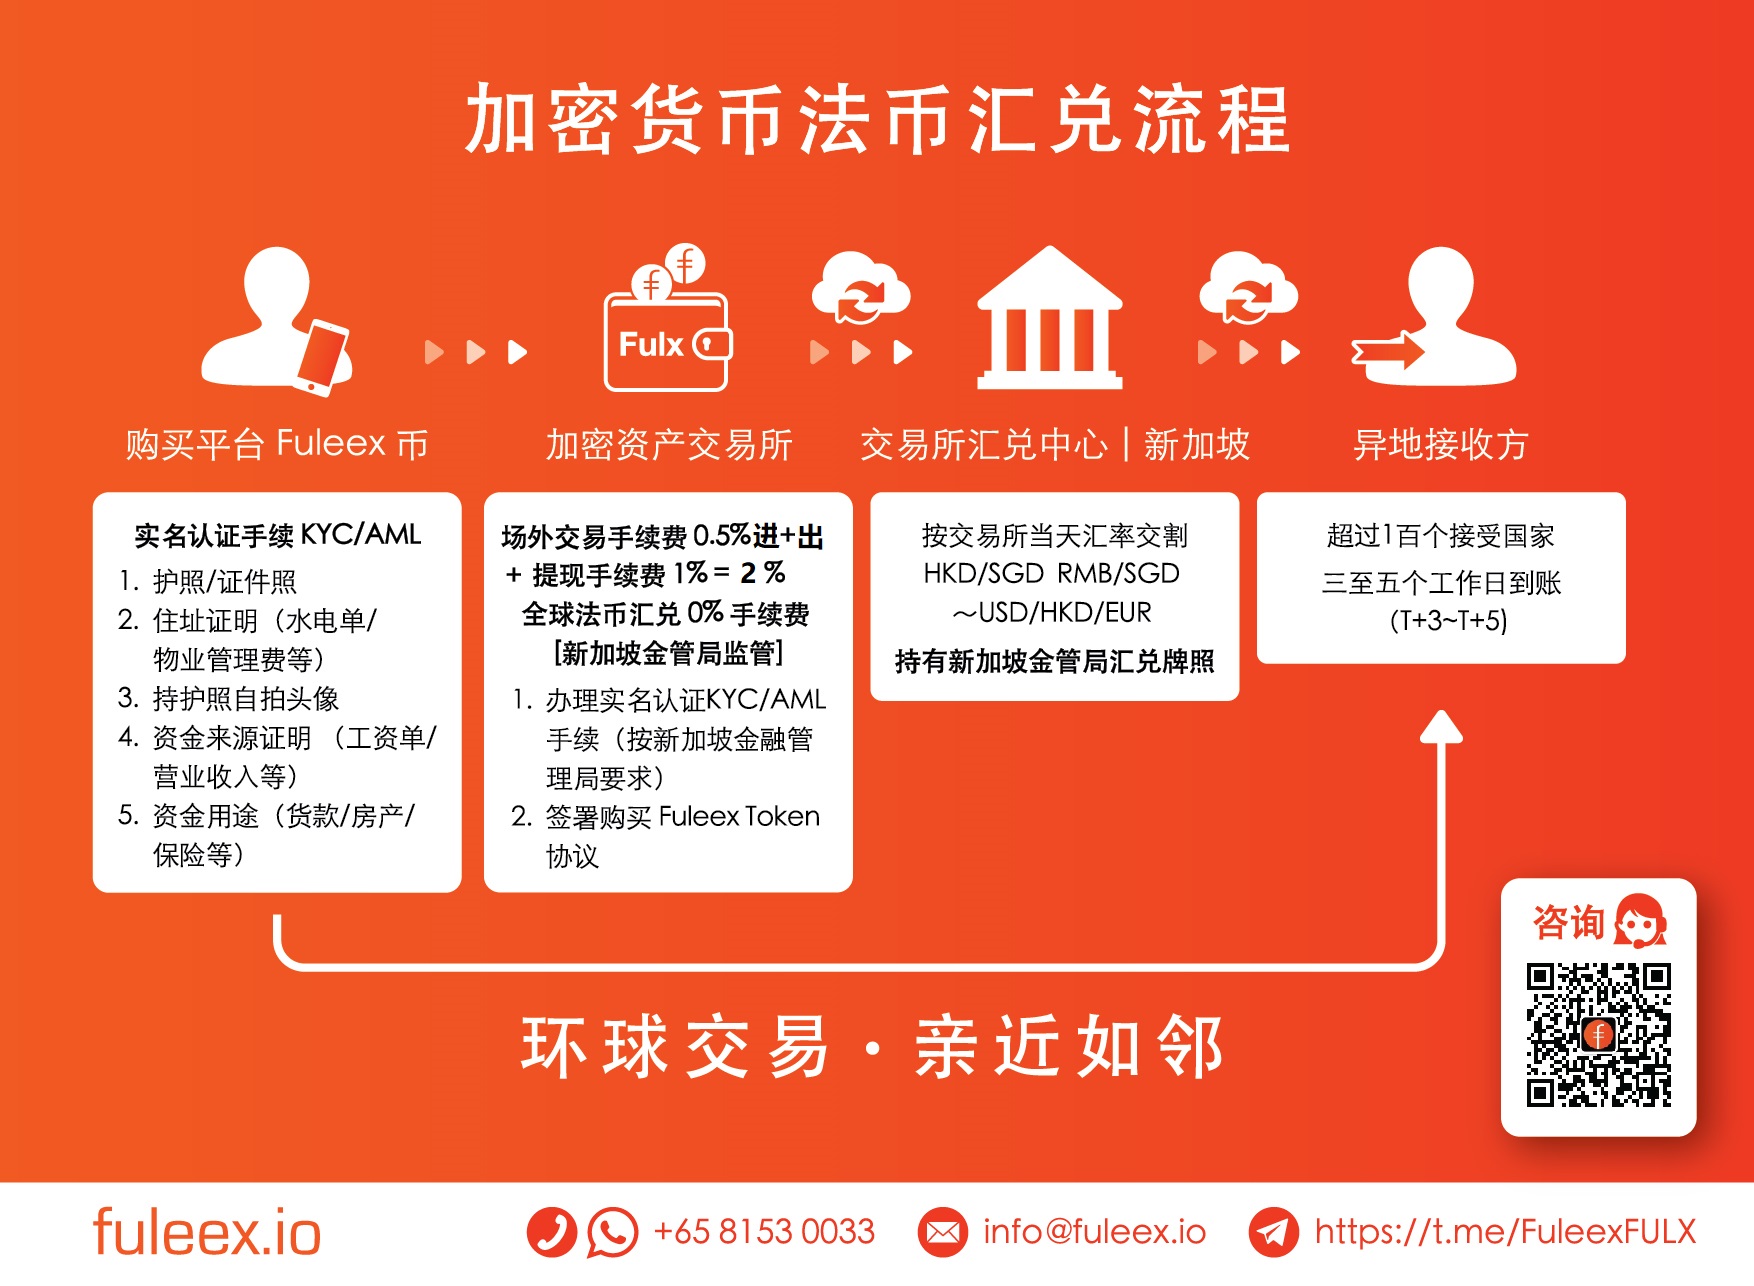 加密货币法币汇兑流程
Fulx
购买平台 Fuleex 币
加密资产交易所
交易所汇兑中心 | 新加坡
异地接收方
实名认证手续 KYC/AML
1. 护照/证件照
2. 住址证明（水电单/
物业管理费等）
3. 持护照自拍头像
4. 资金来源证明 （工资单/
营业收入等）
5. 资金用途（货款/房产/
保险等）
场外交易手续费 0.5%进+出
+ 提现手续费 1% = 2 %
全球法币汇兑 0% 手续费
[新加坡金管局监管]
1. 办理实名认证KYC/AML
手续（按新加坡金融管
理局要求）
2. 签署购买 Fuleex Token
协议
按交易所当天汇率交割
HKD/SGD RMB/SGD
～USD/HKD/EUR
持有新加坡金管局汇兑牌照
超过1百个接受国家
三至五个工作日到账
(T+3~T+5)
咨询
环球交易・亲近如邻
fuleex.io
+65 8153 0033
info@fuleex.io
https://t.me/FuleexFULX